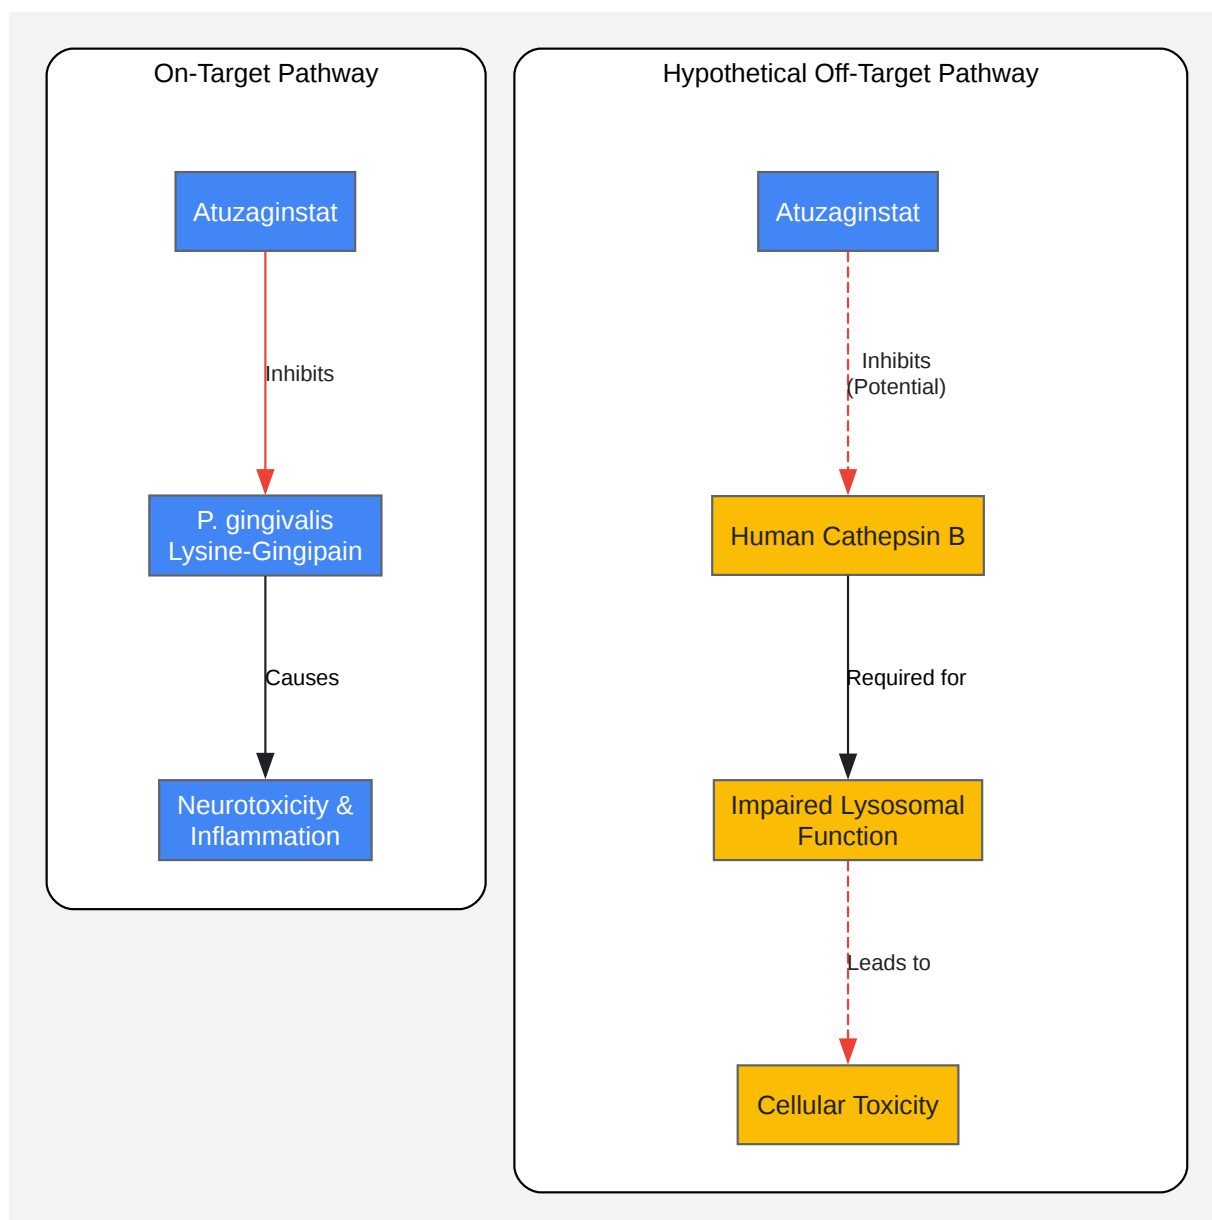 On-Target Pathway
Atuzaginstat
Inhibits
P. gingivalis
Lysine-Gingipain
Causes
Neurotoxicity &
Inflammation
Hypothetical Off-Target Pathway
Atuzaginstat
Inhibits
(Potential)
Human Cathepsin B
Required for
Impaired Lysosomal
Function
Leads to
Cellular Toxicity